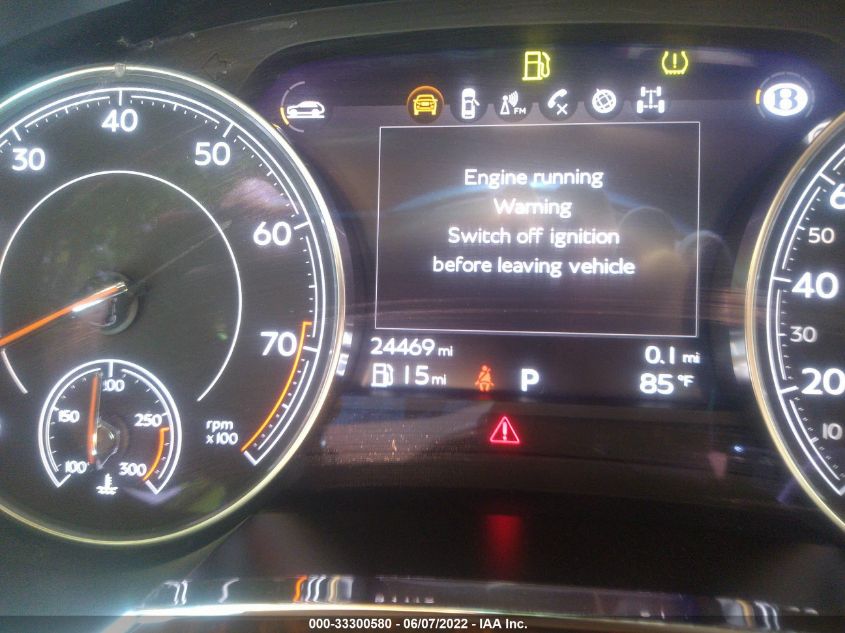 FM
B
30
40
50
60
70
rpm
x100
100
150
200
250
300
Engine running
Warning
Switch off ignition
before leaving vehicle
24469 mi
0.1 mi
15 mi
P
85 °F
50
40
30
20
10
000-33300580 - 06/07/2022 - IAA Inc.